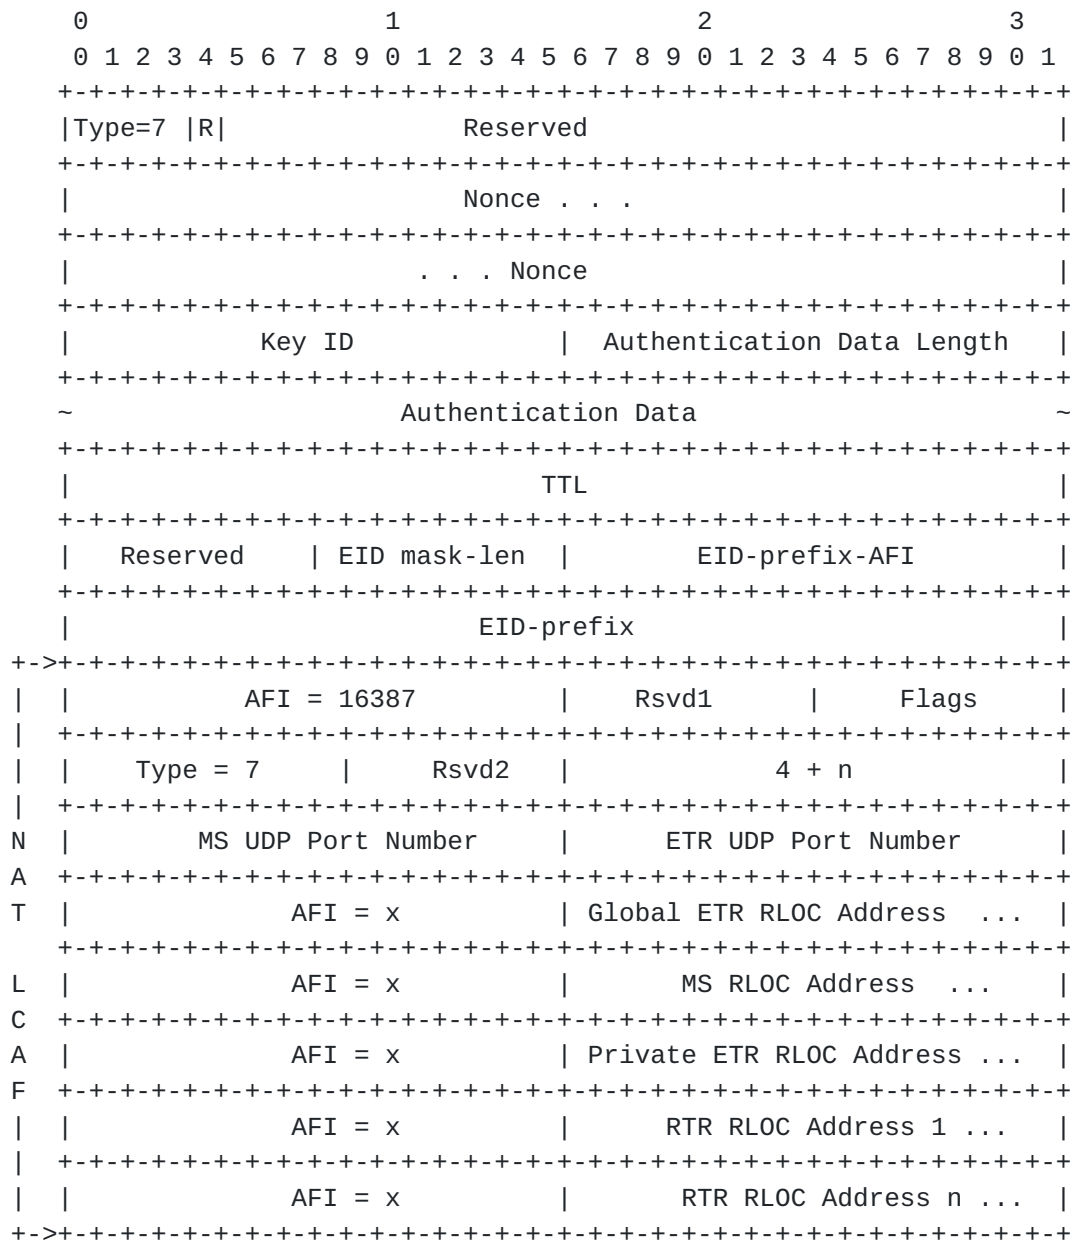 0                   1                   2                   3
 0 1 2 3 4 5 6 7 8 9 0 1 2 3 4 5 6 7 8 9 0 1 2 3 4 5 6 7 8 9 0 1
   +-+-+-+-+-+-+-+-+-+-+-+-+-+-+-+-+-+-+-+-+-+-+-+-+-+-+-+-+-+-+-+-+
   |Type=7 |R|               Reserved                              |
   +-+-+-+-+-+-+-+-+-+-+-+-+-+-+-+-+-+-+-+-+-+-+-+-+-+-+-+-+-+-+-+-+
   |                         Nonce . . .                           |
   +-+-+-+-+-+-+-+-+-+-+-+-+-+-+-+-+-+-+-+-+-+-+-+-+-+-+-+-+-+-+-+-+
   |                      . . . Nonce                              |
   +-+-+-+-+-+-+-+-+-+-+-+-+-+-+-+-+-+-+-+-+-+-+-+-+-+-+-+-+-+-+-+-+
   |            Key ID             |  Authentication Data Length   |
   +-+-+-+-+-+-+-+-+-+-+-+-+-+-+-+-+-+-+-+-+-+-+-+-+-+-+-+-+-+-+-+-+
   ~                     Authentication Data                       ~
   +-+-+-+-+-+-+-+-+-+-+-+-+-+-+-+-+-+-+-+-+-+-+-+-+-+-+-+-+-+-+-+-+
   |                              TTL                              |
   +-+-+-+-+-+-+-+-+-+-+-+-+-+-+-+-+-+-+-+-+-+-+-+-+-+-+-+-+-+-+-+-+
   |   Reserved    | EID mask-len  |        EID-prefix-AFI         |
   +-+-+-+-+-+-+-+-+-+-+-+-+-+-+-+-+-+-+-+-+-+-+-+-+-+-+-+-+-+-+-+-+
   |                          EID-prefix                           |
+->+-+-+-+-+-+-+-+-+-+-+-+-+-+-+-+-+-+-+-+-+-+-+-+-+-+-+-+-+-+-+-+-+
|  |           AFI = 16387         |    Rsvd1      |     Flags     |
|  +-+-+-+-+-+-+-+-+-+-+-+-+-+-+-+-+-+-+-+-+-+-+-+-+-+-+-+-+-+-+-+-+
|  |    Type = 7     |     Rsvd2   |             4 + n             |
|  +-+-+-+-+-+-+-+-+-+-+-+-+-+-+-+-+-+-+-+-+-+-+-+-+-+-+-+-+-+-+-+-+
N  |        MS UDP Port Number     |      ETR UDP Port Number      |
A  +-+-+-+-+-+-+-+-+-+-+-+-+-+-+-+-+-+-+-+-+-+-+-+-+-+-+-+-+-+-+-+-+
T  |              AFI = x          | Global ETR RLOC Address  ...  |
   +-+-+-+-+-+-+-+-+-+-+-+-+-+-+-+-+-+-+-+-+-+-+-+-+-+-+-+-+-+-+-+-+
L  |              AFI = x          |       MS RLOC Address  ...    |
C  +-+-+-+-+-+-+-+-+-+-+-+-+-+-+-+-+-+-+-+-+-+-+-+-+-+-+-+-+-+-+-+-+
A  |              AFI = x          | Private ETR RLOC Address ...  |
F  +-+-+-+-+-+-+-+-+-+-+-+-+-+-+-+-+-+-+-+-+-+-+-+-+-+-+-+-+-+-+-+-+
|  |              AFI = x          |      RTR RLOC Address 1 ...   |
|  +-+-+-+-+-+-+-+-+-+-+-+-+-+-+-+-+-+-+-+-+-+-+-+-+-+-+-+-+-+-+-+-+
|  |              AFI = x          |       RTR RLOC Address n ...  |
+->+-+-+-+-+-+-+-+-+-+-+-+-+-+-+-+-+-+-+-+-+-+-+-+-+-+-+-+-+-+-+-+-+